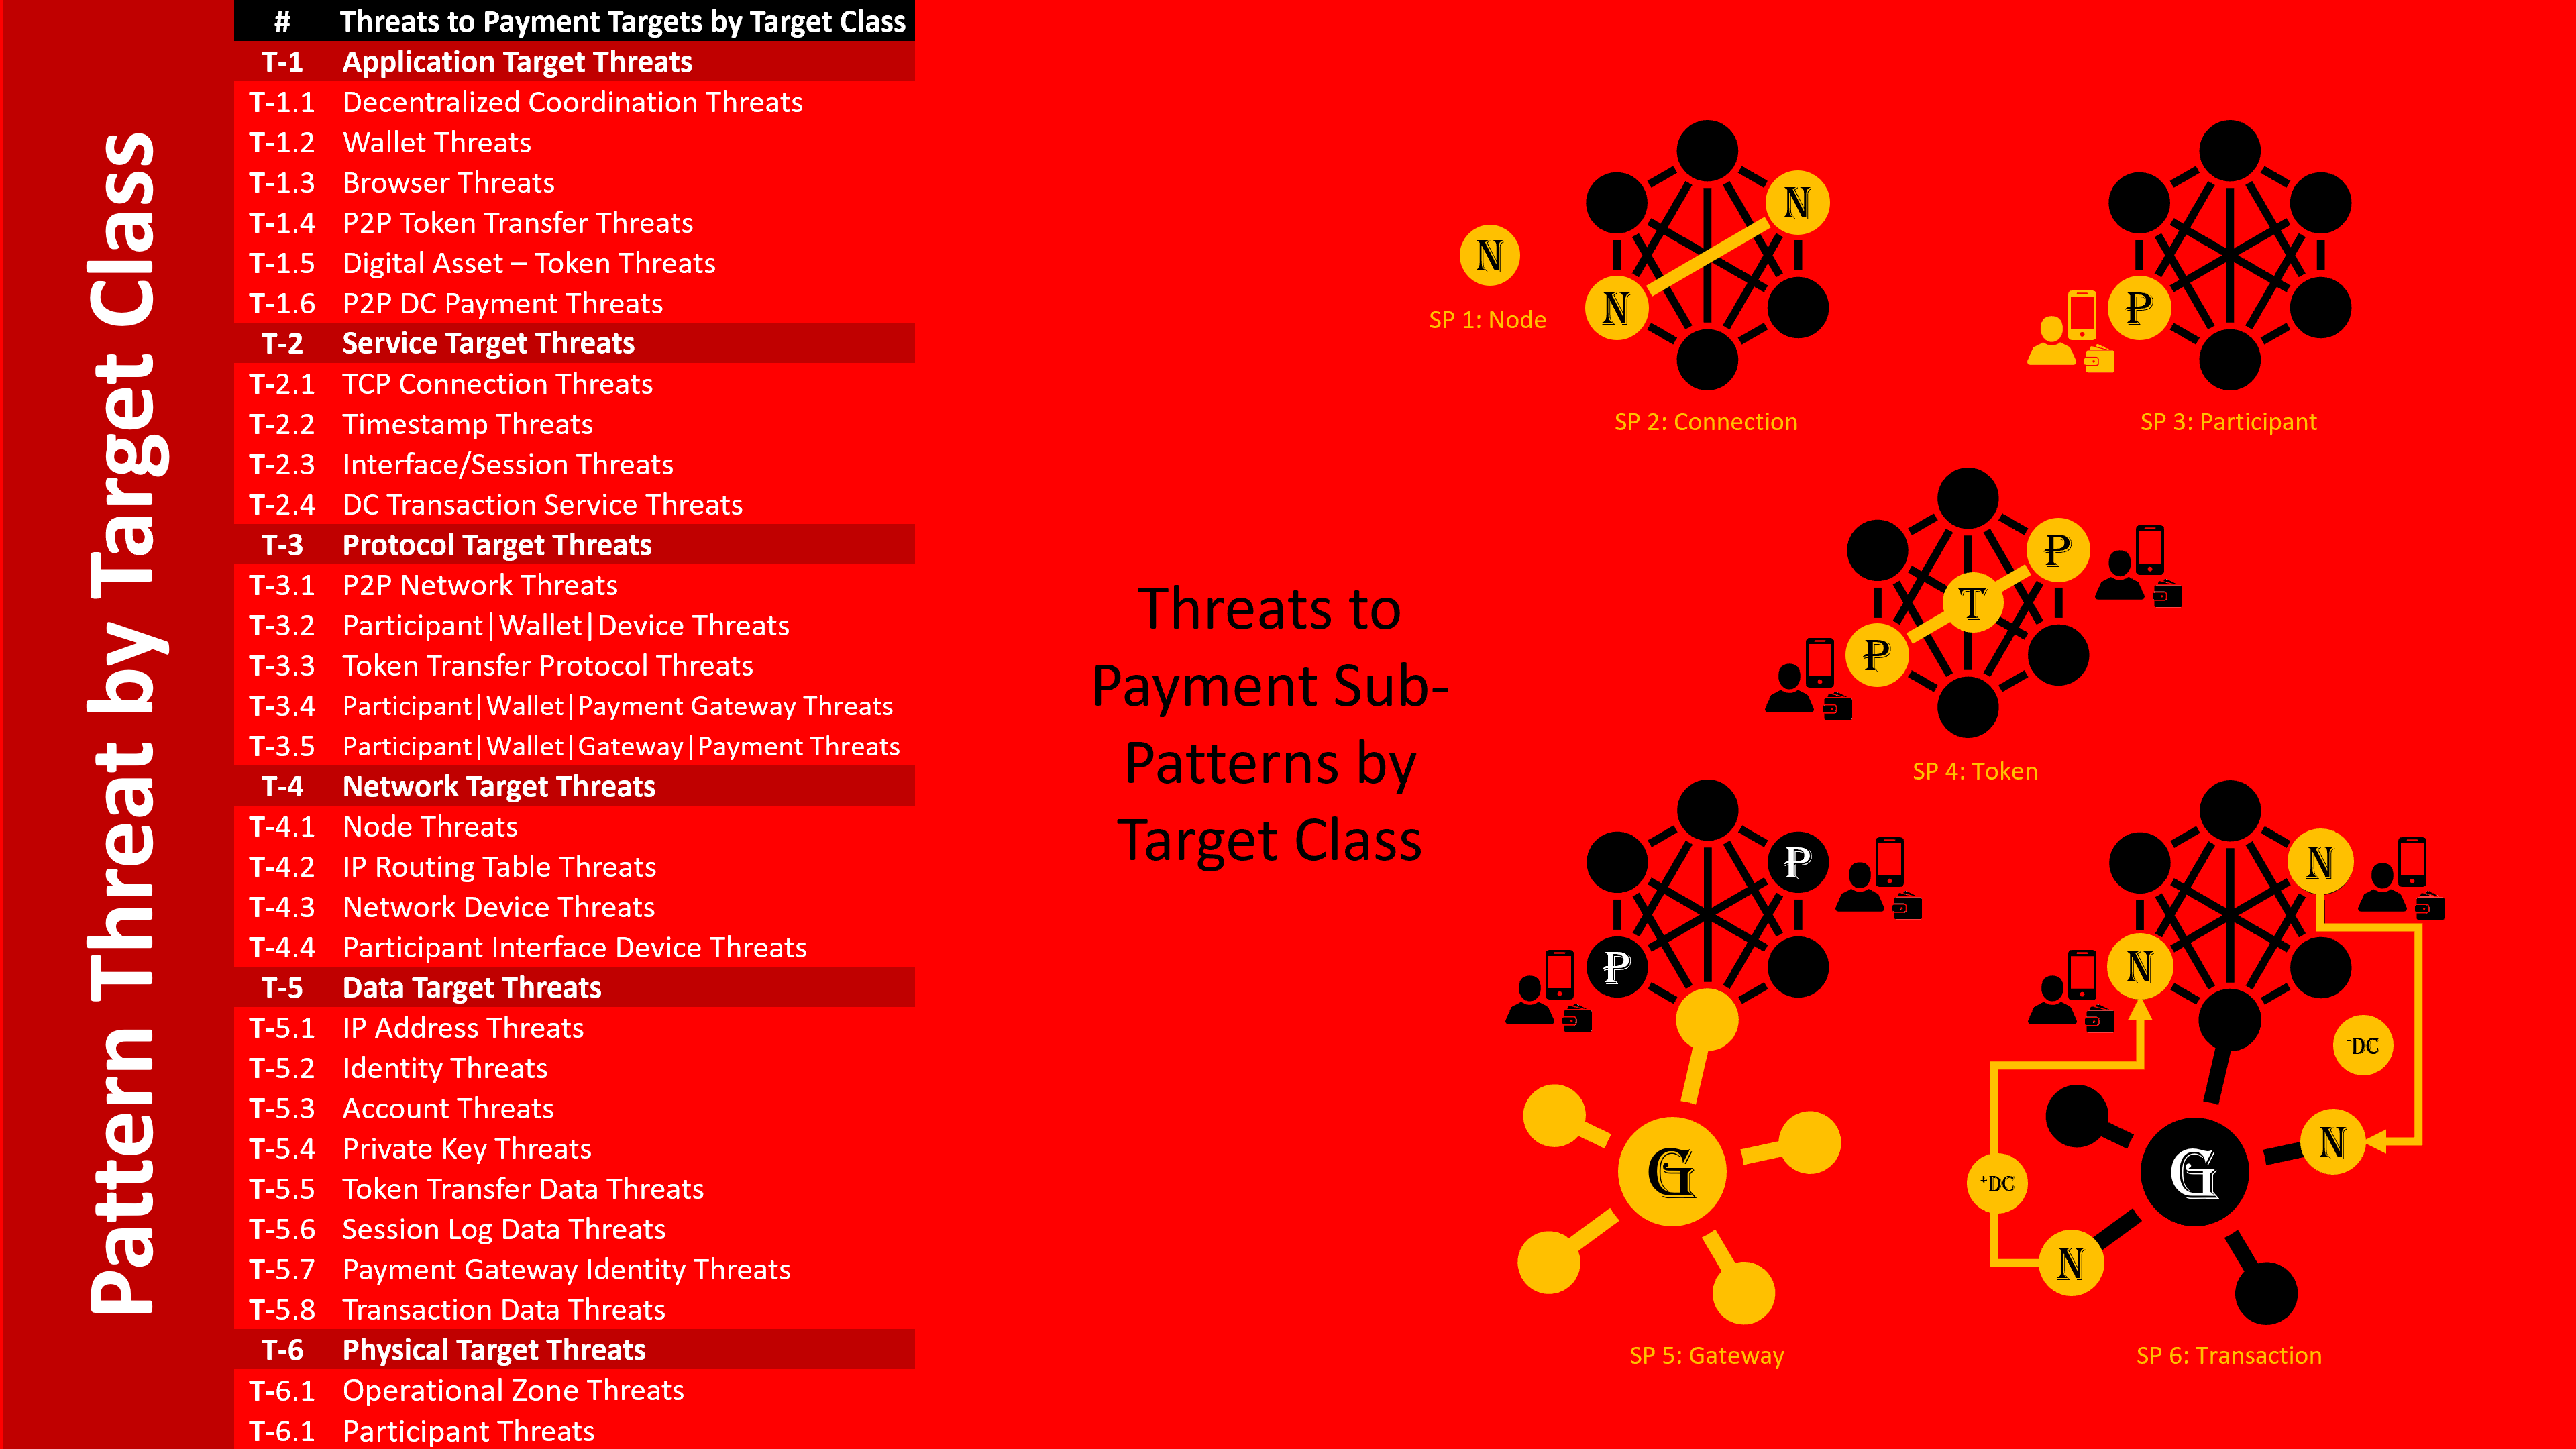 Pattern Threat by Target Class
# Threats to Payment Targets by Target Class
T-1 Application Target Threats
T-1.1 Decentralized Coordination Threats
T-1.2 Wallet Threats
T-1.3 Browser Threats
T-1.4 P2P Token Transfer Threats
T-1.5 Digital Asset – Token Threats
T-1.6 P2P DC Payment Threats
T-2 Service Target Threats
T-2.1 TCP Connection Threats
T-2.2 Timestamp Threats
T-2.3 Interface/Session Threats
T-2.4 DC Transaction Service Threats
T-3 Protocol Target Threats
T-3.1 P2P Network Threats
T-3.2 Participant|Wallet|Device Threats
T-3.3 Token Transfer Protocol Threats
T-3.4 Participant|Wallet|Payment Gateway Threats
T-3.5 Participant|Wallet|Gateway|Payment Threats
T-4 Network Target Threats
T-4.1 Node Threats
T-4.2 IP Routing Table Threats
T-4.3 Network Device Threats
T-4.4 Participant Interface Device Threats
T-5 Data Target Threats
T-5.1 IP Address Threats
T-5.2 Identity Threats
T-5.3 Account Threats
T-5.4 Private Key Threats
T-5.5 Token Transfer Data Threats
T-5.6 Session Log Data Threats
T-5.7 Payment Gateway Identity Threats
T-5.8 Transaction Data Threats
T-6 Physical Target Threats
T-6.1 Operational Zone Threats
T-6.1 Participant Threats
Threats to
Payment Sub-
Patterns by
Target Class
N
SP 1: Node
N
N
SP 2: Connection
P
SP 3: Participant
P
T
P
SP 4: Token
P
P
G
SP 5: Gateway
N
N
-DC
N
+DC
G
N
SP 6: Transaction